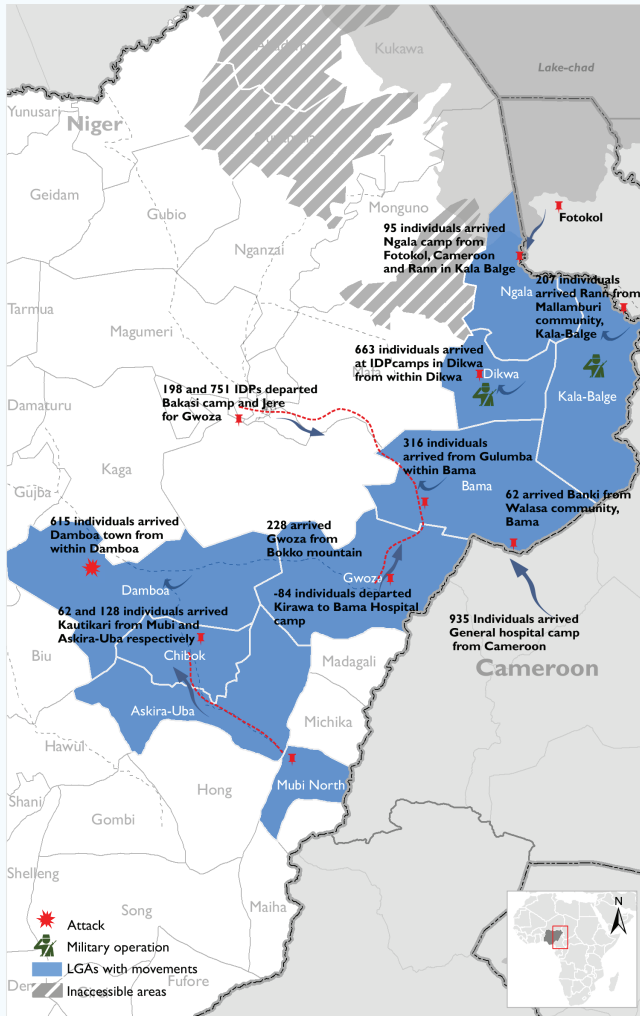 Kukawa
Lake-chad
Yunusari
Niger
Geidam
Gubio
Monguno
Fotokol
95 individuals arrived
Ngala camp from
Fotokol, Cameroon
and Rann in Kala Balge
Nganzai
Ngala
207 individuals
arrived Rann from
Mallamburi
community,
Kala-Balge
Tarmua
Magumeri
663 individuals arrived
at IDPcamps in Dikwa
from within Dikwa
Dikwa
198 and 751 IDPs departed
Bakasi camp and Jere
for Gwoza
Kala-Balge
Damaturu
316 individuals
arrived from Gulumba
within Bama
Kaga
Bama
Gujba
62 arrived Banki from
Walasa community,
Bama
615 individuals arrived
Damboa town from
within Damboa
228 arrived
Gwoza from
Bokko mountain
Gwoza
Damboa
-84 individuals departed
Kirawa to Bama Hospital
camp
62 and 128 individuals arrived
Kautikari from Mubi and
Askira-Uba respectively
935 Individuals arrived
General hospital camp
from Cameroon
Biu
Chibok
Madagali
Cameroon
Askira-Uba
Michika
Hawul
Mubi North
Hong
Shani
Gombi
Shelleng
Song
Maiha
N
Attack
Military operation
LGAs with movements
Fufore
Inaccessible areas